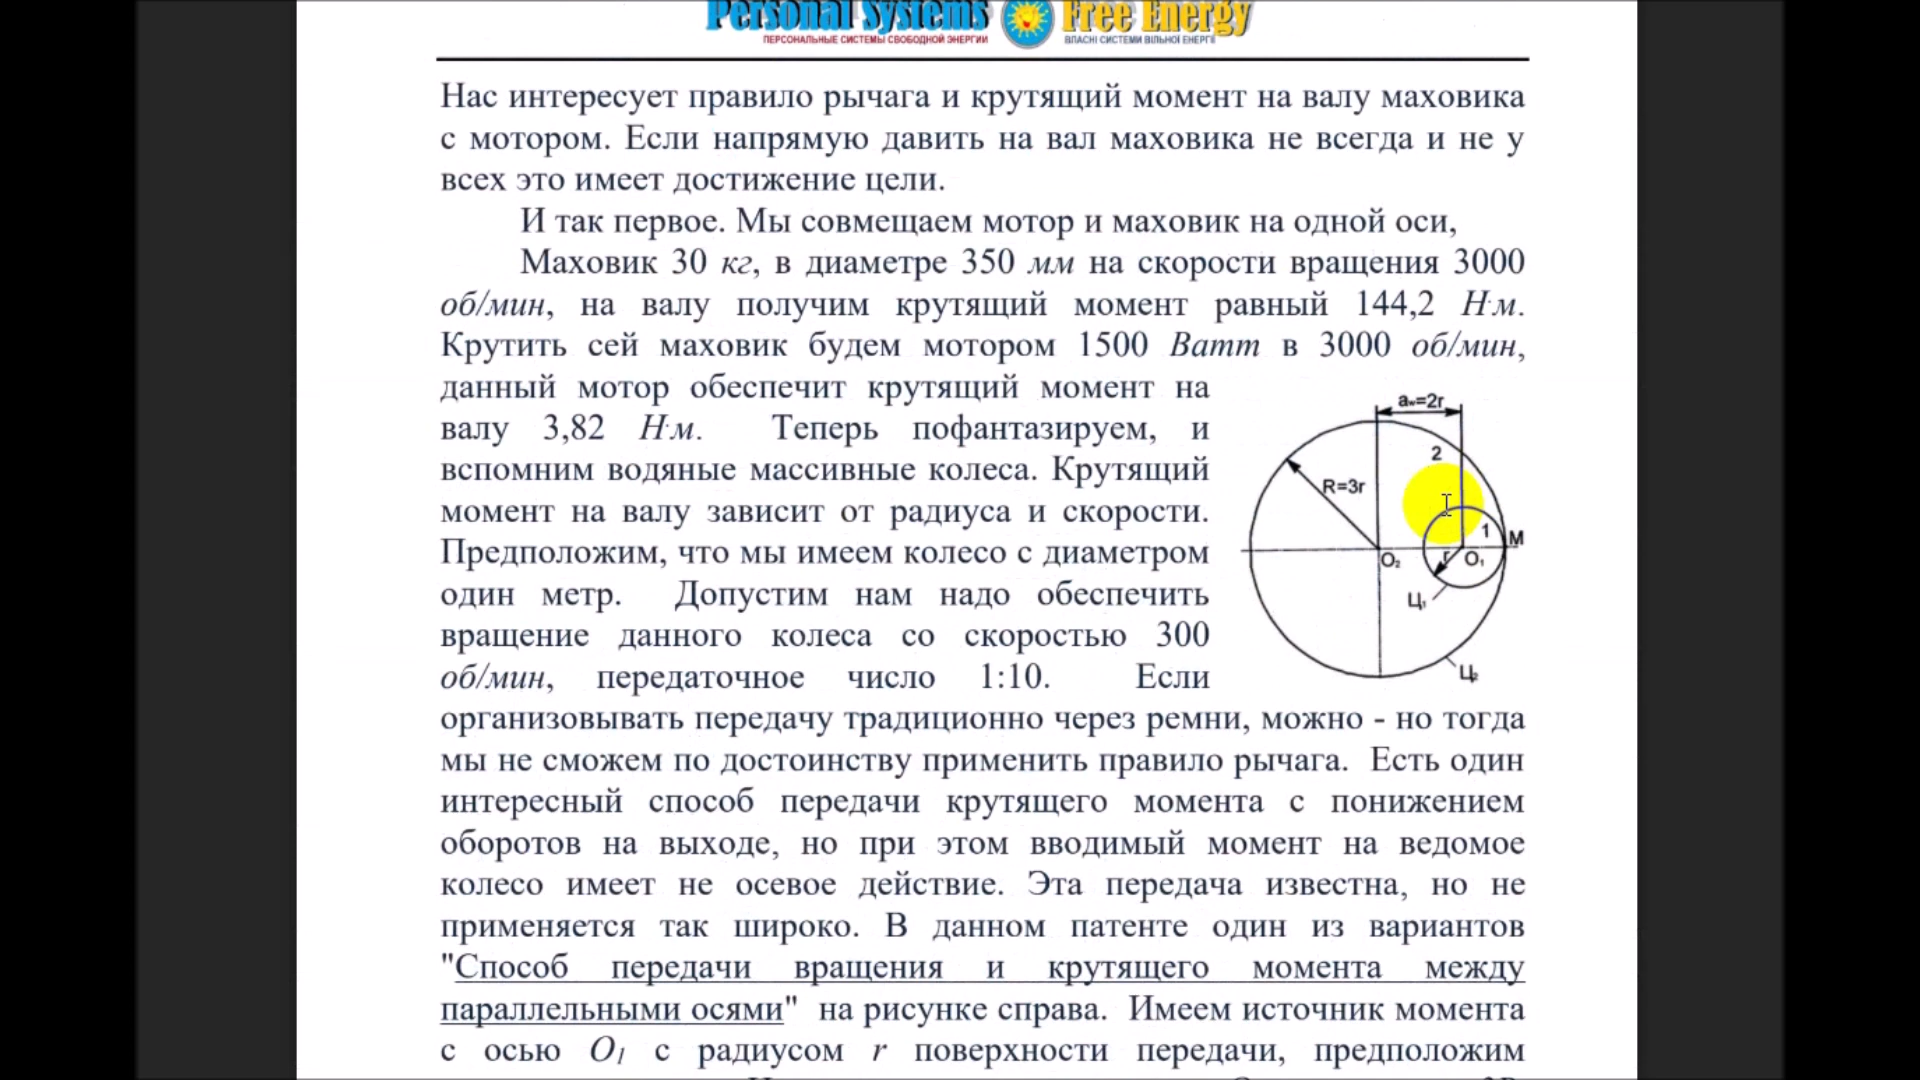 Personal Systems Free Energy
ПЕРСОНАЛЬНЫЕ СИСТЕМЫ СВОБОДНОЙ ЭНЕРГИИ ВЛАСНІ СИСТЕМИ ВІЛЬНОЇ ЕНЕРГІЇ
Нас интересует правило рычага и крутящий момент на валу маховика
с мотором. Если напрямую давить на вал маховика не всегда и не у
всех это имеет достижение цели.
И так первое. Мы совмещаем мотор и маховик на одной оси,
Маховик 30 кг, в диаметре 350 мм на скорости вращения 3000
об/мин, на валу получим крутящий момент равный 144,2 Н·м.
Крутить сей маховик будем мотором 1500 Ватт в 3000 об/мин,
данный мотор обеспечит крутящий момент на
валу 3,82 Н·м. Теперь пофантазируем, и
вспомним водяные массивные колеса. Крутящий
момент на валу зависит от радиуса и скорости.
Предположим, что мы имеем колесо с диаметром
один метр. Допустим нам надо обеспечить
вращение данного колеса со скоростью 300
об/мин, передаточное число 1:10. Если
aw=2r
2
R=3r
1
M
O₂
r
O₁
Ц₁
Ц₂
организовывать передачу традиционно через ремни, можно - но тогда
мы не сможем по достоинству применить правило рычага. Есть один
интересный способ передачи крутящего момента с понижением
оборотов на выходе, но при этом вводимый момент на ведомое
колесо имеет не осевое действие. Эта передача известна, но не
применяется так широко. В данном патенте один из вариантов
"Способ передачи вращения и крутящего момента между
параллельными осями" на рисунке справа. Имеем источник момента
с осью O₁ с радиусом r поверхности передачи, предположим